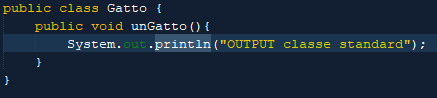 public class Gatto {
public void unGatto(){
System.out.println("OUTPUT classe standard");
}
}